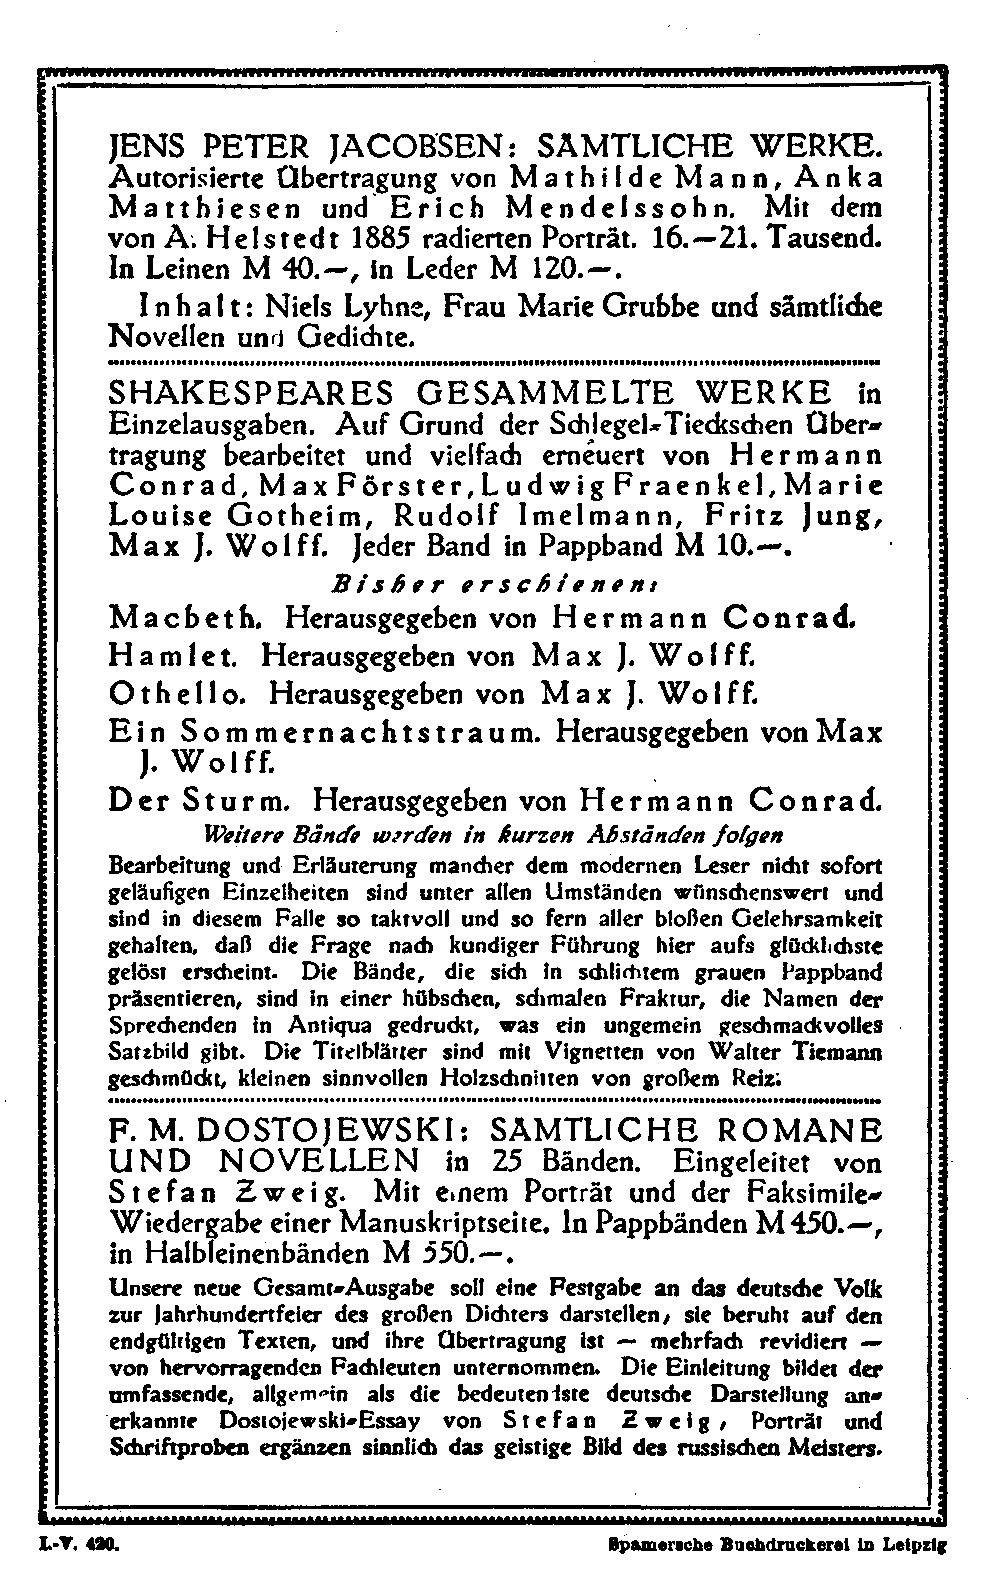 JENS PETER JACOBSEN: SÄMTLICHE WERKE.
Autorisierte Übertragung von Mathilde Mann, Anka
Matthiesen und Erich Mendelssohn. Mit dem
von A. Helstedt 1885 radierten Porträt. 16.—21. Tausend.
In Leinen M 40.—, in Leder M 120.—.
Inhalt: Niels Lyhne, Frau Marie Grubbe und sämtliche
Novellen und Gedichte.
SHAKESPEARES GESAMMELTE WERKE in
Einzelausgaben. Auf Grund der Schlegel-Tieckschen Über-
tragung bearbeitet und vielfach erneuert von Hermann
Conrad, Max Förster, Ludwig Fraenkel, Marie
Louise Gotheim, Rudolf Imelmann, Fritz Jung,
Max J. Wolff. Jeder Band in Pappband M 10.—.
Bisher erschienen:
Macbeth. Herausgegeben von Hermann Conrad.
Hamlet. Herausgegeben von Max J. Wolff.
Othello. Herausgegeben von Max J. Wolff.
Ein Sommernachtstraum. Herausgegeben von Max
J. Wolff.
Der Sturm. Herausgegeben von Hermann Conrad.
Weitere Bände werden in kurzen Abständen folgen
Bearbeitung und Erläuterung mancher dem modernen Leser nicht sofort
geläufigen Einzelheiten sind unter allen Umständen wünschenswert und
sind in diesem Falle so taktvoll und so fern aller bloßen Gelehrsamkeit
gehalten, daß die Frage nach kundiger Führung hier aufs glücklichste
gelöst erscheint. Die Bände, die sich in schlichtem grauen Pappband
präsentieren, sind in einer hübschen, schmalen Fraktur, die Namen der
Sprechenden in Antiqua gedruckt, was ein ungemein geschmackvolles
Satzbild gibt. Die Titelblätter sind mit Vignetten von Walter Tiemann
geschmückt, kleinen sinnvollen Holzschnitten von großem Reiz.
F. M. DOSTOJEWSKI: SÄMTLICHE ROMANE
UND NOVELLEN in 25 Bänden. Eingeleitet von
Stefan Zweig. Mit einem Porträt und der Faksimile-
Wiedergabe einer Manuskriptseite. In Pappbänden M 450.—,
in Halbleinenbänden M 550.—.
Unsere neue Gesamt-Ausgabe soll eine Festgabe an das deutsche Volk
zur Jahrhundertfeier des großen Dichters darstellen; sie beruht auf den
endgültigen Texten, und ihre Übertragung ist — mehrfach revidiert —
von hervorragenden Fachleuten unternommen. Die Einleitung bildet der
umfassende, allgemein als die bedeutendste deutsche Darstellung an-
erkannte Dostojewski-Essay von Stefan Zweig; Porträt und
Schriftproben ergänzen sinnlich das geistige Bild des russischen Meisters.
L.-V. 420.
Spamersche Buchdruckerei in Leipzig